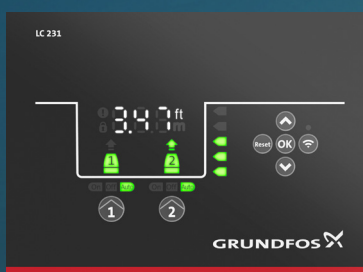 LC 231
3.47 ft
m
1 2
On Off Auto On Off Auto
Reset OK
1 2
GRUNDFOS